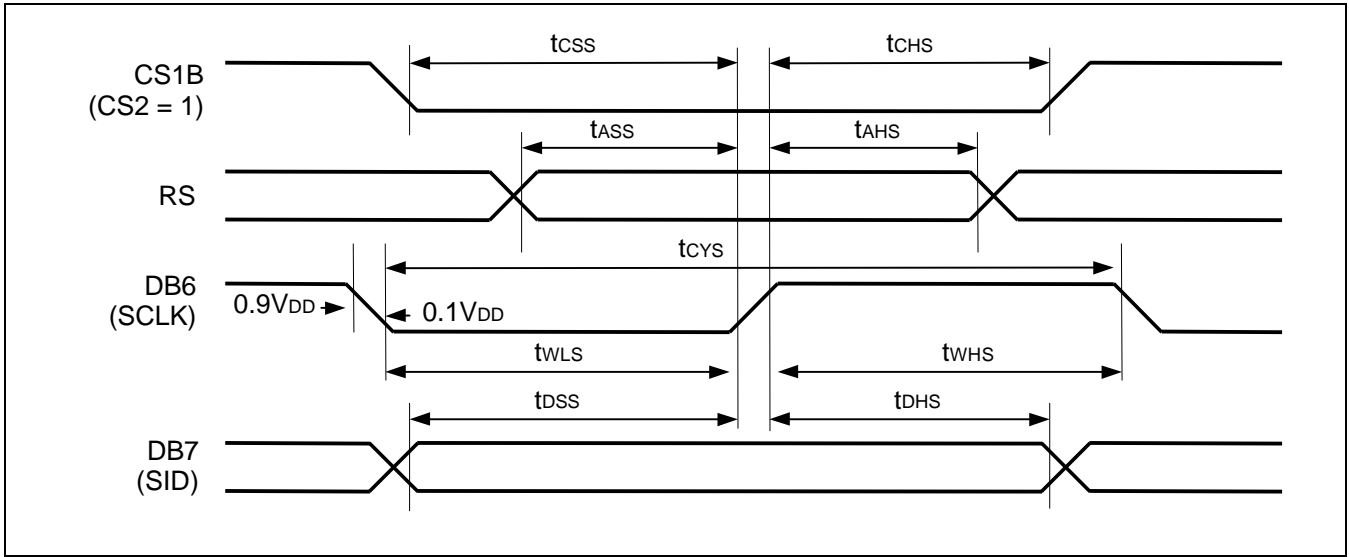 tCSS
tCHS
CS1B
(CS2 = 1)
tASS
tAHS
RS
tCYS
DB6
(SCLK)
0.9VDD
0.1VDD
tWLS
tWHS
tDSS
tDHS
DB7
(SID)